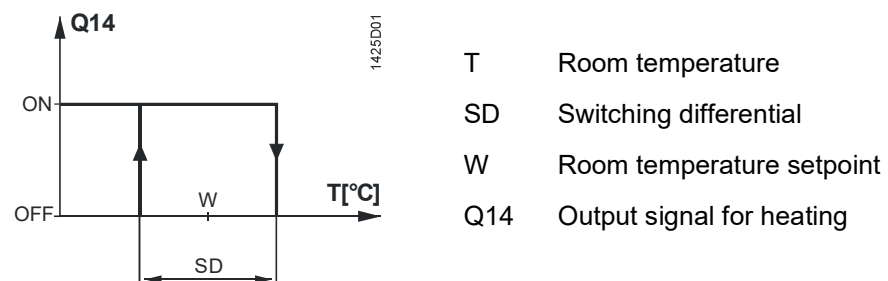 Q14
1425D01
ON
OFF
W
T[°C]
SD
T Room temperature
SD Switching differential
W Room temperature setpoint
Q14 Output signal for heating